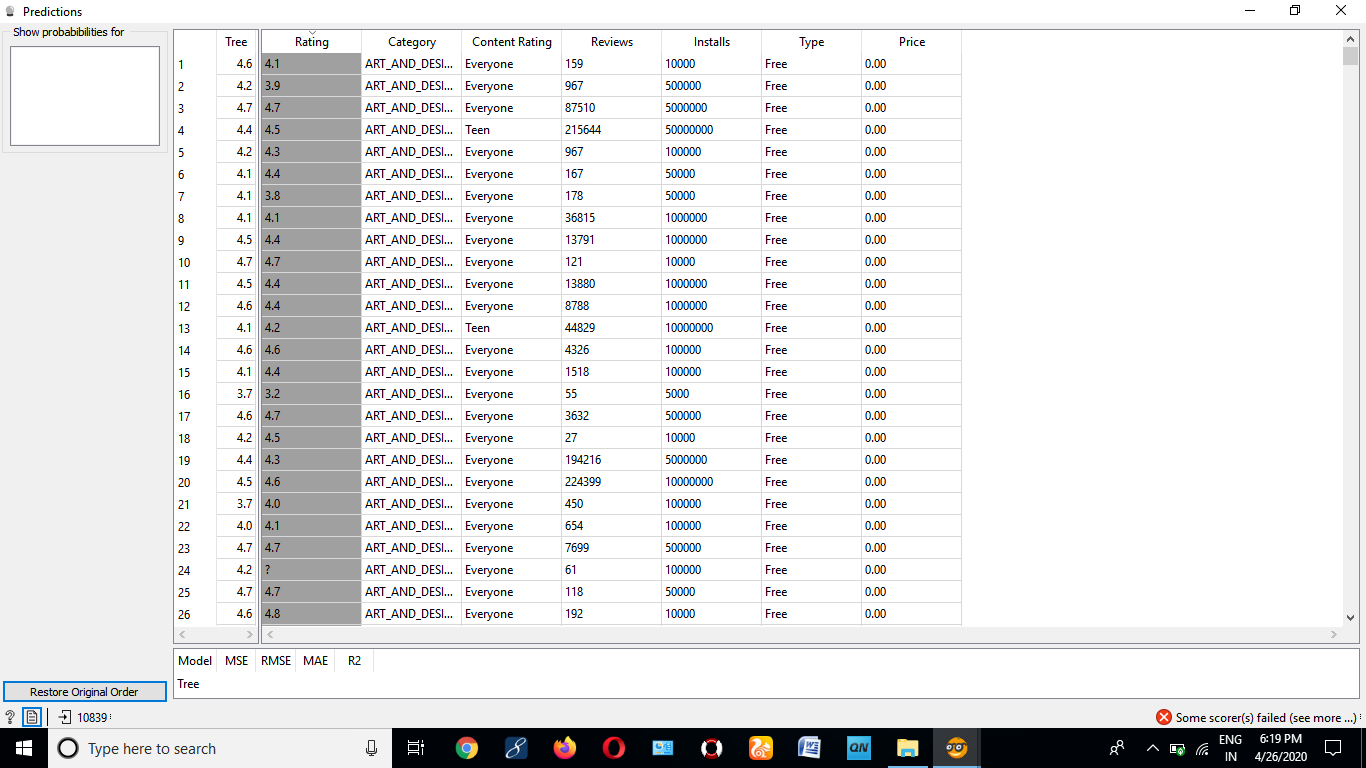 Predictions
Show probabilities for
Tree Rating Category Content Rating Reviews Installs Type Price
1 4.6 4.1 ART_AND_DESI... Everyone 159 10000 Free 0.00
2 4.2 3.9 ART_AND_DESI... Everyone 967 500000 Free 0.00
3 4.7 4.7 ART_AND_DESI... Everyone 87510 5000000 Free 0.00
4 4.4 4.5 ART_AND_DESI... Teen 215644 50000000 Free 0.00
5 4.2 4.3 ART_AND_DESI... Everyone 967 100000 Free 0.00
6 4.1 4.4 ART_AND_DESI... Everyone 167 50000 Free 0.00
7 4.1 3.8 ART_AND_DESI... Everyone 178 50000 Free 0.00
8 4.1 4.1 ART_AND_DESI... Everyone 36815 1000000 Free 0.00
9 4.5 4.4 ART_AND_DESI... Everyone 13791 1000000 Free 0.00
10 4.7 4.7 ART_AND_DESI... Everyone 121 10000 Free 0.00
11 4.5 4.4 ART_AND_DESI... Everyone 13880 1000000 Free 0.00
12 4.6 4.4 ART_AND_DESI... Everyone 8788 1000000 Free 0.00
13 4.1 4.2 ART_AND_DESI... Teen 44829 10000000 Free 0.00
14 4.6 4.6 ART_AND_DESI... Everyone 4326 100000 Free 0.00
15 4.1 4.4 ART_AND_DESI... Everyone 1518 100000 Free 0.00
16 3.7 3.2 ART_AND_DESI... Everyone 55 5000 Free 0.00
17 4.6 4.7 ART_AND_DESI... Everyone 3632 500000 Free 0.00
18 4.2 4.5 ART_AND_DESI... Everyone 27 10000 Free 0.00
19 4.4 4.3 ART_AND_DESI... Everyone 194216 5000000 Free 0.00
20 4.5 4.6 ART_AND_DESI... Everyone 224399 10000000 Free 0.00
21 3.7 4.0 ART_AND_DESI... Everyone 450 100000 Free 0.00
22 4.0 4.1 ART_AND_DESI... Everyone 654 100000 Free 0.00
23 4.7 4.7 ART_AND_DESI... Everyone 7699 500000 Free 0.00
24 4.2 ? ART_AND_DESI... Everyone 61 100000 Free 0.00
25 4.7 4.7 ART_AND_DESI... Everyone 118 50000 Free 0.00
26 4.6 4.8 ART_AND_DESI... Everyone 192 10000 Free 0.00
Model MSE RMSE MAE R2
Tree
Restore Original Order
? 10839
Some scorer(s) failed (see more ...)
Type here to search
QN
ENG
IN
6:19 PM
4/26/2020